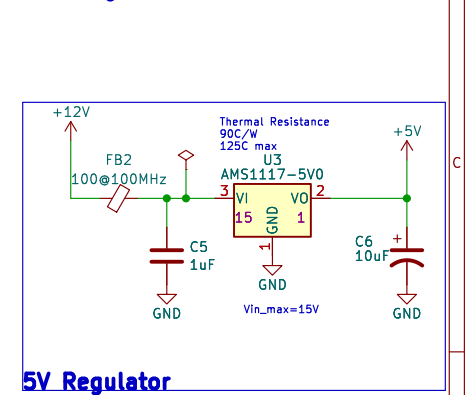 +12V
Thermal Resistance
90C/W
125C max
+5V
FB2
100@100MHz
U3
AMS1117-5V0
C
3
VI
VO
2
15
1
GND
1
C5
1uF
C6
+
10uF
GND
GND
GND
Vin_max=15V
5V Regulator